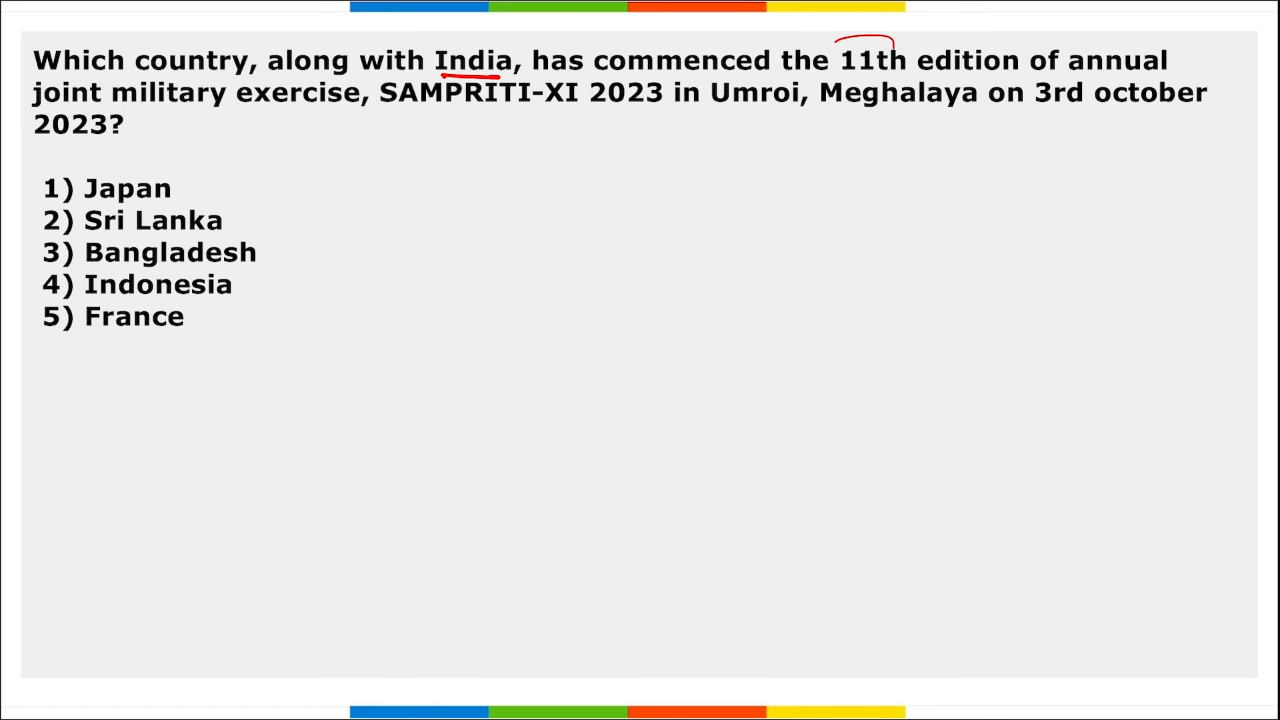 Which country, along with India, has commenced the 11th edition of annual
joint military exercise, SAMPRITI-XI 2023 in Umroi, Meghalaya on 3rd october
2023?
1) Japan
2) Sri Lanka
3) Bangladesh
4) Indonesia
5) France